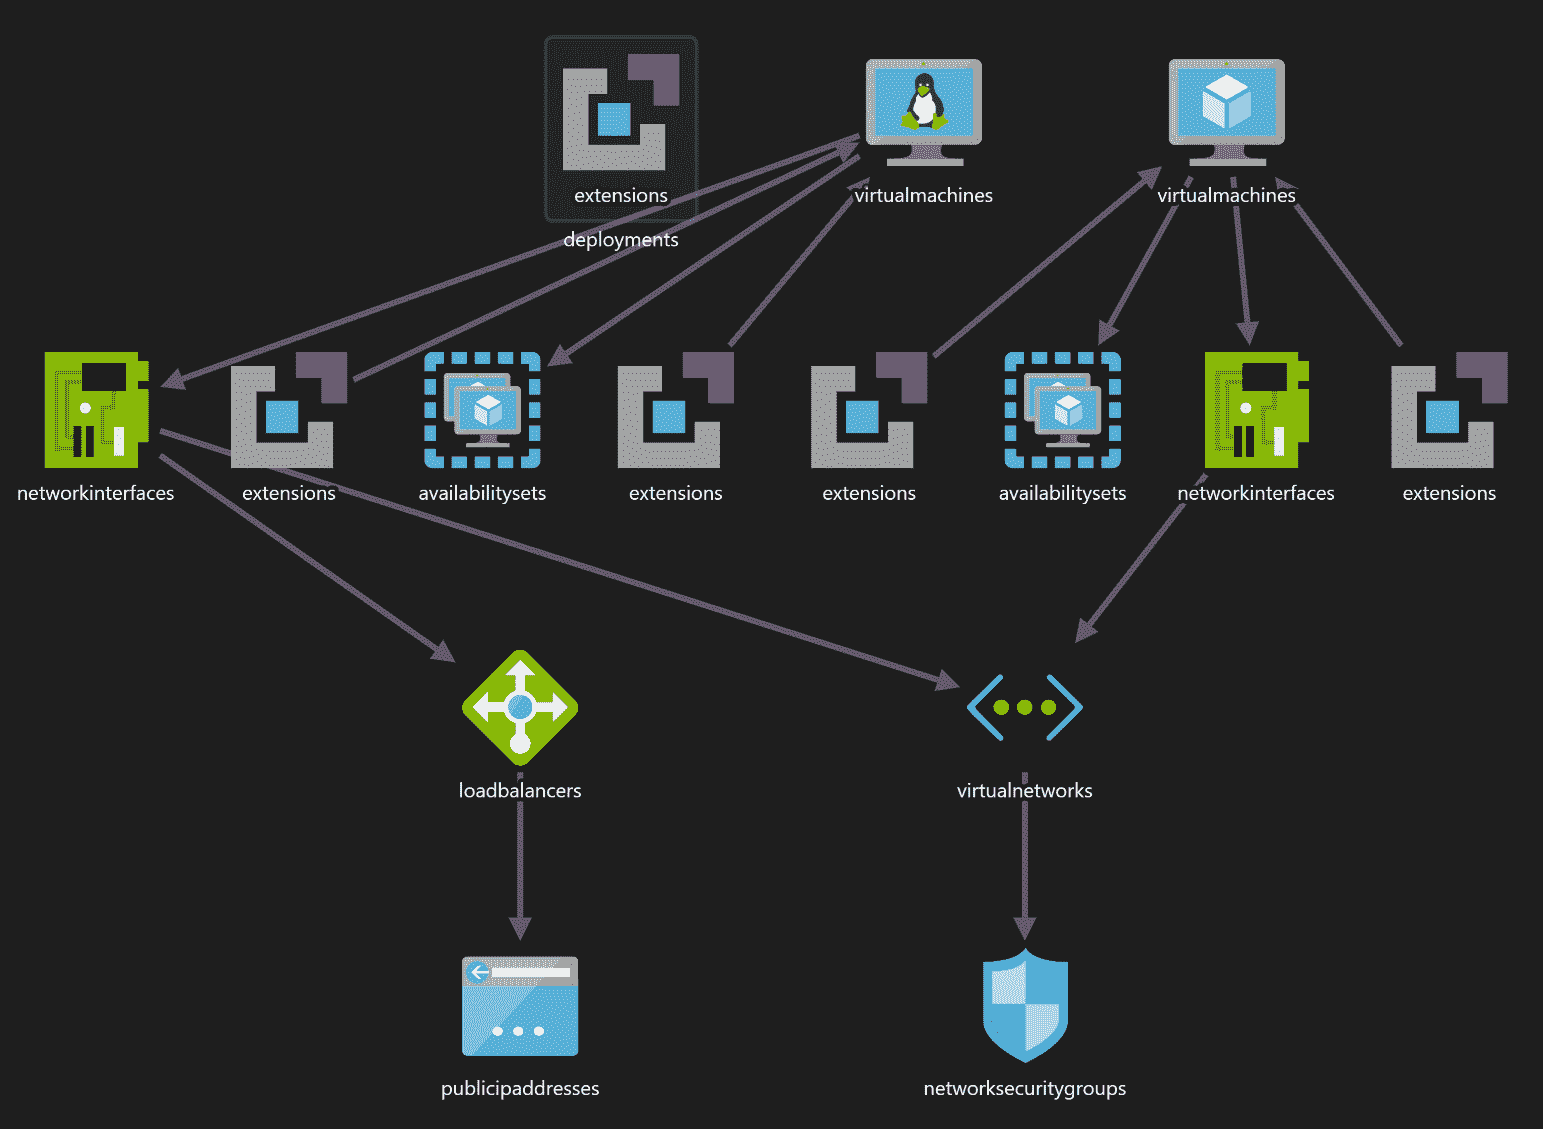 extensions
virtualmachines
virtualmachines
deployments
networkinterfaces
extensions
availabilitysets
extensions
extensions
availabilitysets
networkinterfaces
extensions
loadbalancers
virtualnetworks
publicipaddresses
networksecuritygroups